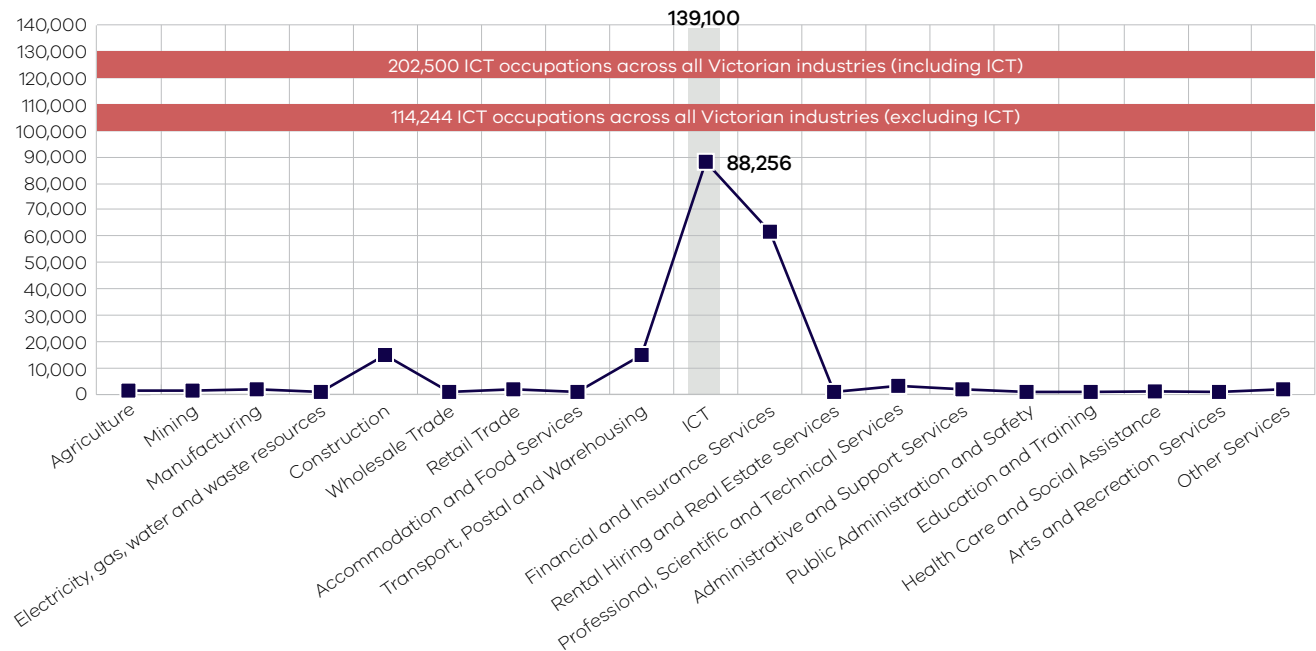 139,100
140,000
130,000
202,500 ICT occupations across all Victorian industries (including ICT)
120,000
110,000
114,244 ICT occupations across all Victorian industries (excluding ICT)
100,000
90,000
88,256
80,000
70,000
60,000
50,000
40,000
30,000
20,000
10,000
0
Agriculture
Mining
Manufacturing
Electricity, gas, water and waste resources
Construction
Wholesale Trade
Retail Trade
Accommodation and Food Services
Transport, Postal and Warehousing
ICT
Financial and Insurance Services
Rental Hiring and Real Estate Services
Professional, Scientific and Technical Services
Administrative and Support Services
Public Administration and Safety
Education and Training
Health Care and Social Assistance
Arts and Recreation Services
Other Services